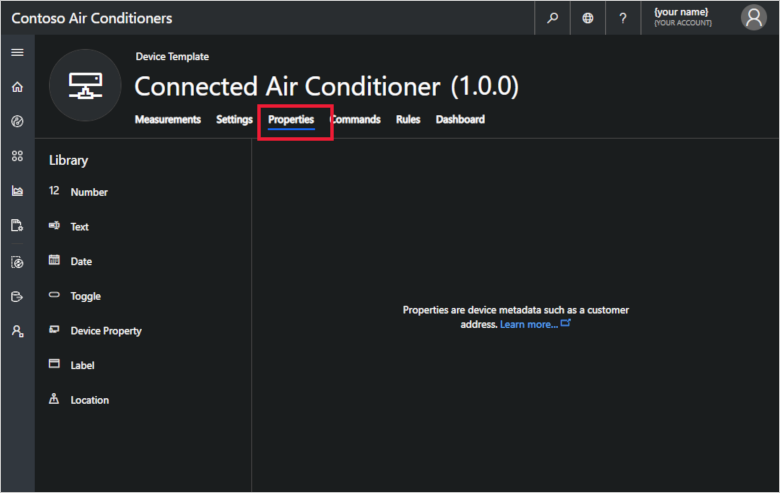 Contoso Air Conditioners
?
{your name}
{YOUR ACCOUNT}
Device Template
Connected Air Conditioner (1.0.0)
Measurements Settings Properties Commands Rules Dashboard
Library
12 Number
Text
Date
Toggle
Device Property
Label
Location
Properties are device metadata such as a customer
address. Learn more...